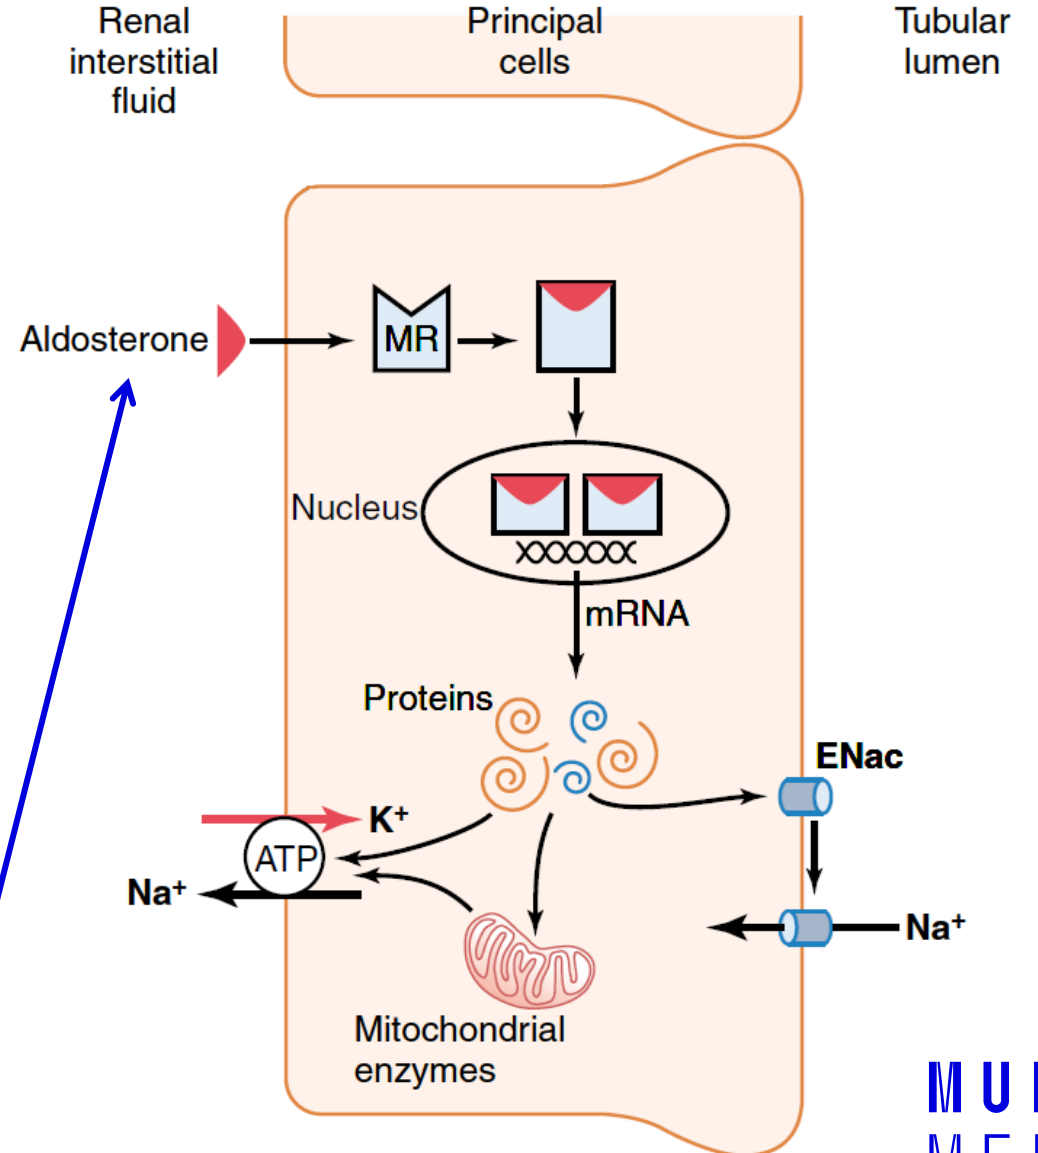 Renal
interstitial
fluid
Principal
cells
Tubular
lumen
Aldosterone
MR
Nucleus
mRNA
Proteins
ENac
K⁺
ATP
Na⁺
Na⁺
Mitochondrial
enzymes